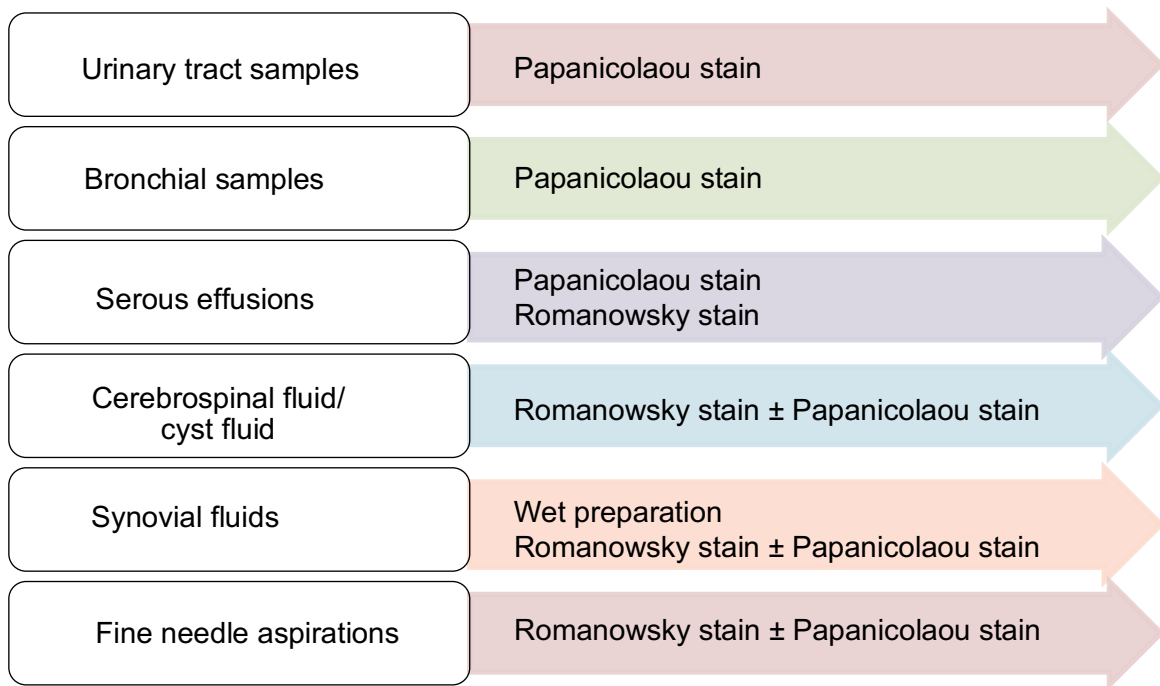 Urinary tract samples
Papanicolaou stain
Bronchial samples
Papanicolaou stain
Serous effusions
Papanicolaou stain
Romanowsky stain
Cerebrospinal fluid/
cyst fluid
Romanowsky stain ± Papanicolaou stain
Synovial fluids
Wet preparation
Romanowsky stain ± Papanicolaou stain
Fine needle aspirations
Romanowsky stain ± Papanicolaou stain